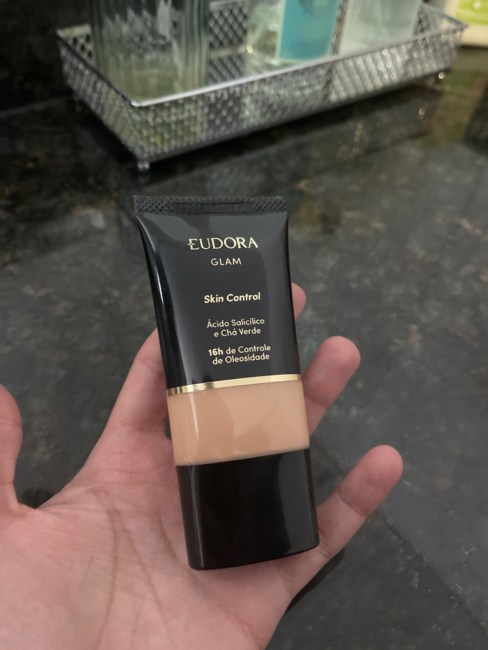 EUDORA
GLAM
Skin Control
Ácido Salicílico
e Chá Verde
16h de Controle
de Oleosidade